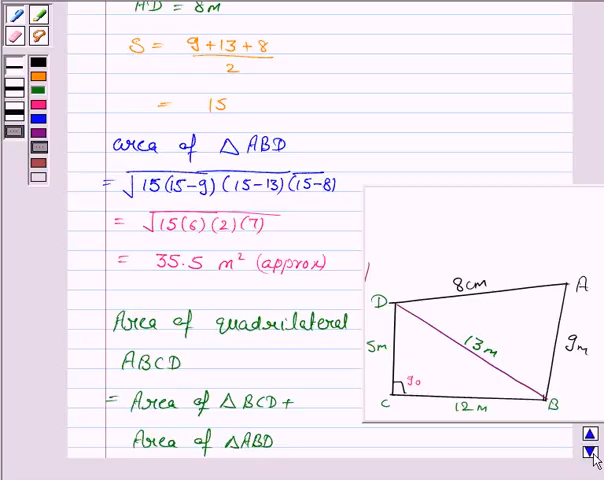 AD = 8m
S = 9+13+8
2
= 15
area of △ ABD
= √15(15-9)(15-13)(15-8)
= √15(6)(2)(7)
= 35.5 m² (approx)
Area of quadrilateral
ABCD
= Area of △BCD+
Area of △ABD
8cm
A
D
5m
13m
9m
90
C
12m
B